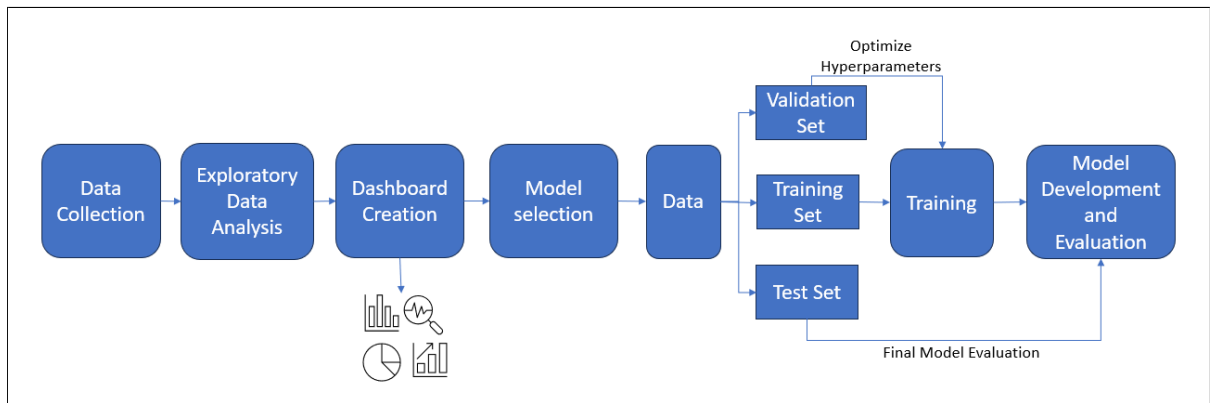 Data
Collection
Exploratory
Data
Analysis
Dashboard
Creation
Model
selection
Data
Optimize
Hyperparameters
Validation
Set
Training
Set
Test Set
Training
Model
Development
and
Evaluation
Final Model Evaluation